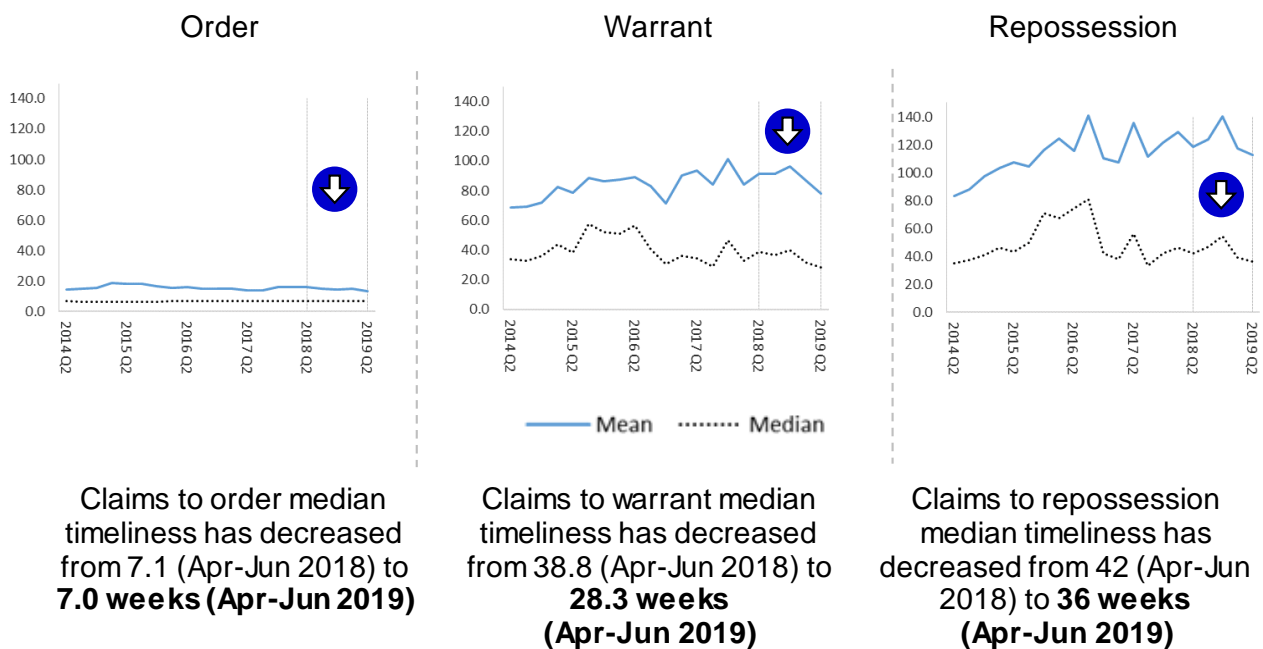 Order
140.0
120.0
100.0
80.0
60.0
40.0
20.0
0.0
2014 Q2
2015 Q2
2016 Q2
2017 Q2
2018 Q2
2019 Q2
Claims to order median
timeliness has decreased
from 7.1 (Apr-Jun 2018) to
7.0 weeks (Apr-Jun 2019)
Warrant
140.0
120.0
100.0
80.0
60.0
40.0
20.0
0.0
2014 Q2
2015 Q2
2016 Q2
2017 Q2
2018 Q2
2019 Q2
Mean
Median
Claims to warrant median
timeliness has decreased
from 38.8 (Apr-Jun 2018) to
28.3 weeks
(Apr-Jun 2019)
Repossession
140.0
120.0
100.0
80.0
60.0
40.0
20.0
0.0
2014 Q2
2015 Q2
2016 Q2
2017 Q2
2018 Q2
2019 Q2
Claims to repossession
median timeliness has
decreased from 42 (Apr-Jun
2018) to 36 weeks
(Apr-Jun 2019)